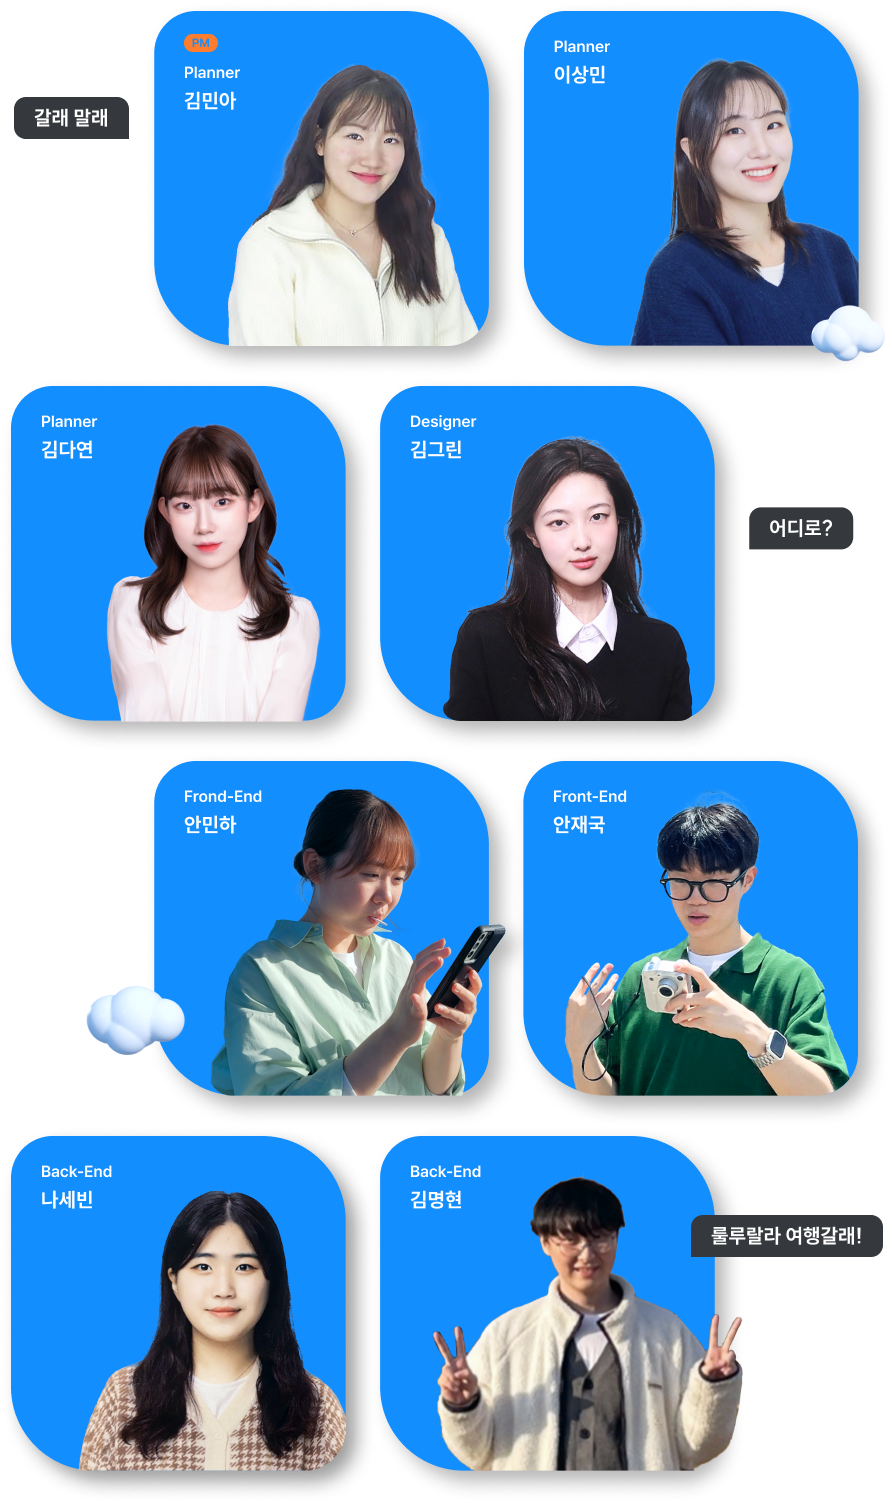 PM
Planner
김민아
Planner
이상민
갈래 말래
Planner
김다연
Designer
김그린
어디로?
Frond-End
안민하
Front-End
안재국
Back-End
나세빈
Back-End
김명현
룰루랄라 여행갈래!